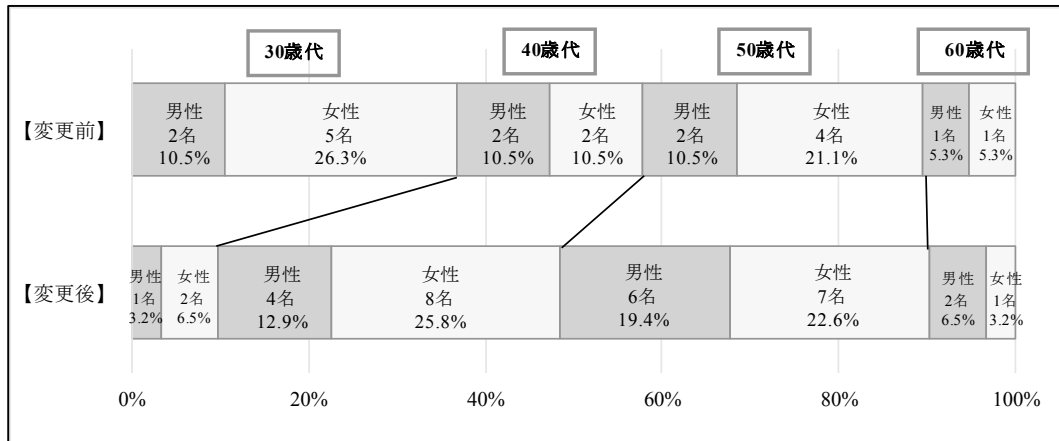 30歳代
40歳代
50歳代
60歳代
【変更前】
男性
2名
10.5%
女性
5名
26.3%
男性
2名
10.5%
女性
2名
10.5%
男性
2名
10.5%
女性
4名
21.1%
男性
1名
5.3%
女性
1名
5.3%
【変更後】
男性
1名
3.2%
女性
2名
6.5%
男性
4名
12.9%
女性
8名
25.8%
男性
6名
19.4%
女性
7名
22.6%
男性
2名
6.5%
女性
1名
3.2%
0%
20%
40%
60%
80%
100%